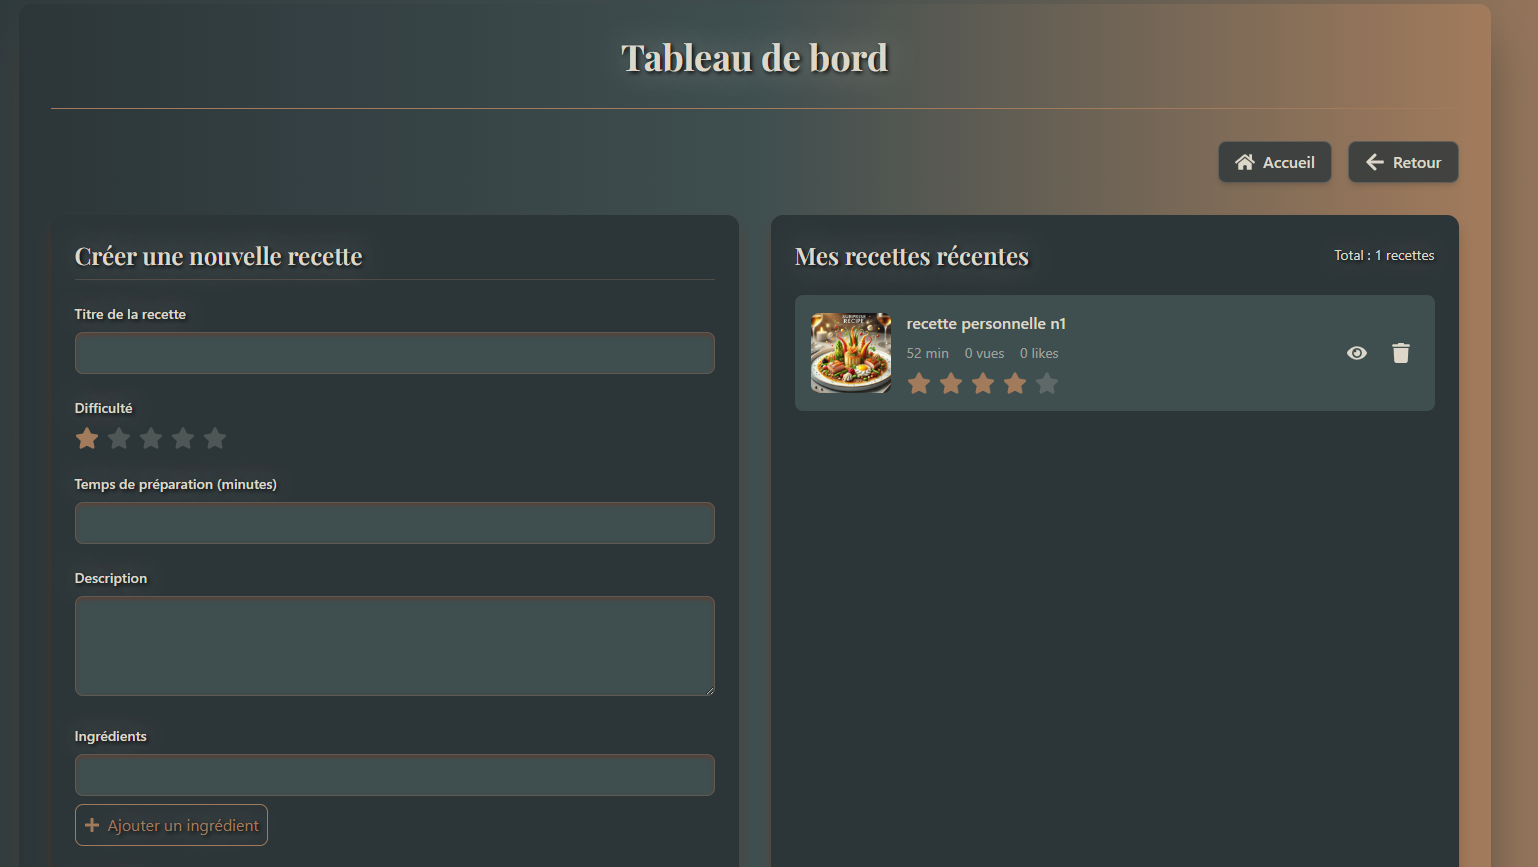 Tableau de bord
Accueil
Retour
Créer une nouvelle recette
Titre de la recette
Difficulté
Temps de préparation (minutes)
Description
Ingrédients
Ajouter un ingrédient
Mes recettes récentes
Total : 1 recettes
SURPRISE
RECIPE
recette personnelle n1
52 min 0 vues 0 likes